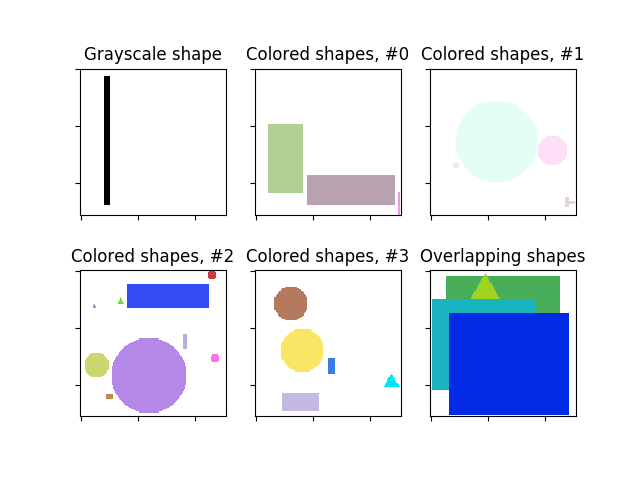 Grayscale shape
Colored shapes, #0
Colored shapes, #1
Colored shapes, #2
Colored shapes, #3
Overlapping shapes